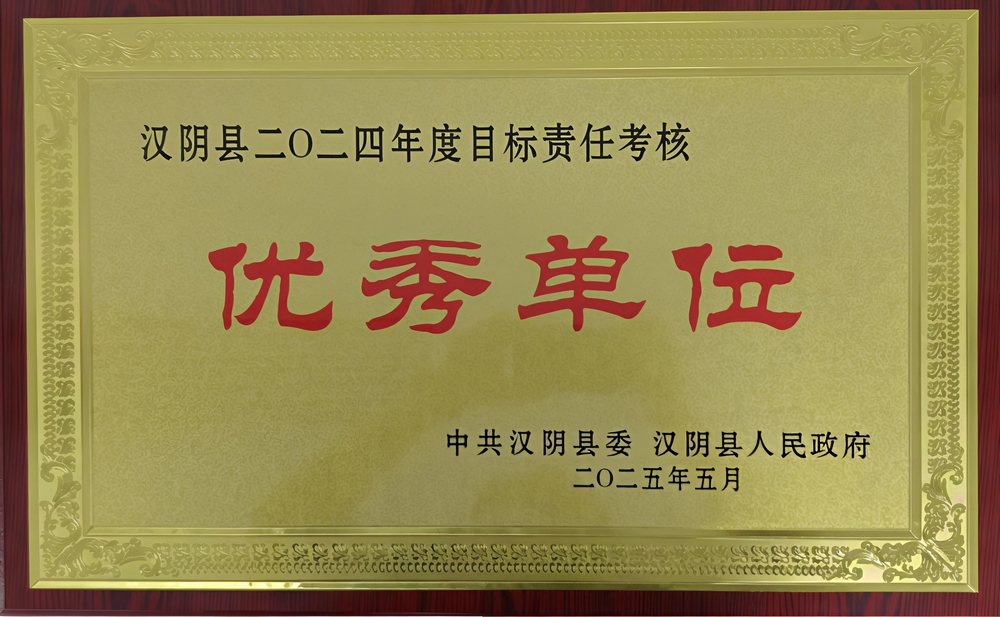 汉阴县二〇二四年度目标责任考核
优秀单位
中共汉阴县委 汉阴县人民政府
二〇二五年五月